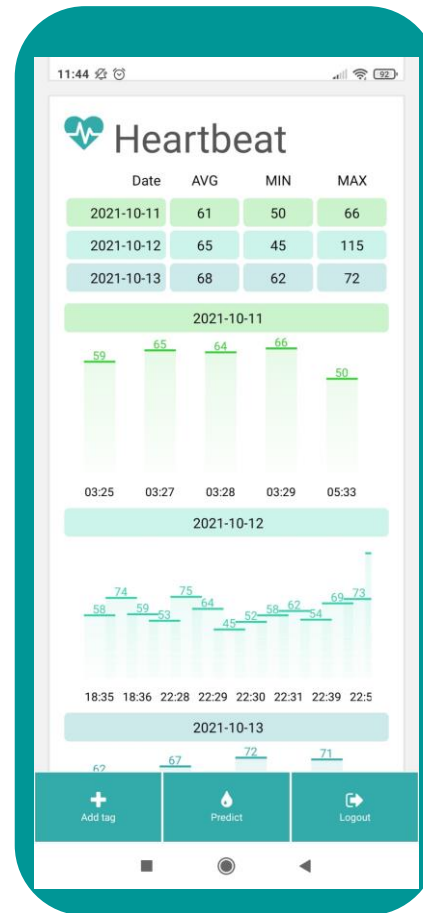 11:44 92
Heartbeat
Date AVG MIN MAX
2021-10-11 61 50 66
2021-10-12 65 45 115
2021-10-13 68 62 72
2021-10-11
59 65 64 66 50
03:25 03:27 03:28 03:29 05:33
2021-10-12
58 74 59 53 75 64 45 52 58 62 54 69 73
18:35 18:36 22:28 22:29 22:30 22:31 22:39 22:5
2021-10-13
62 67 72 71
Add tag Predict Logout